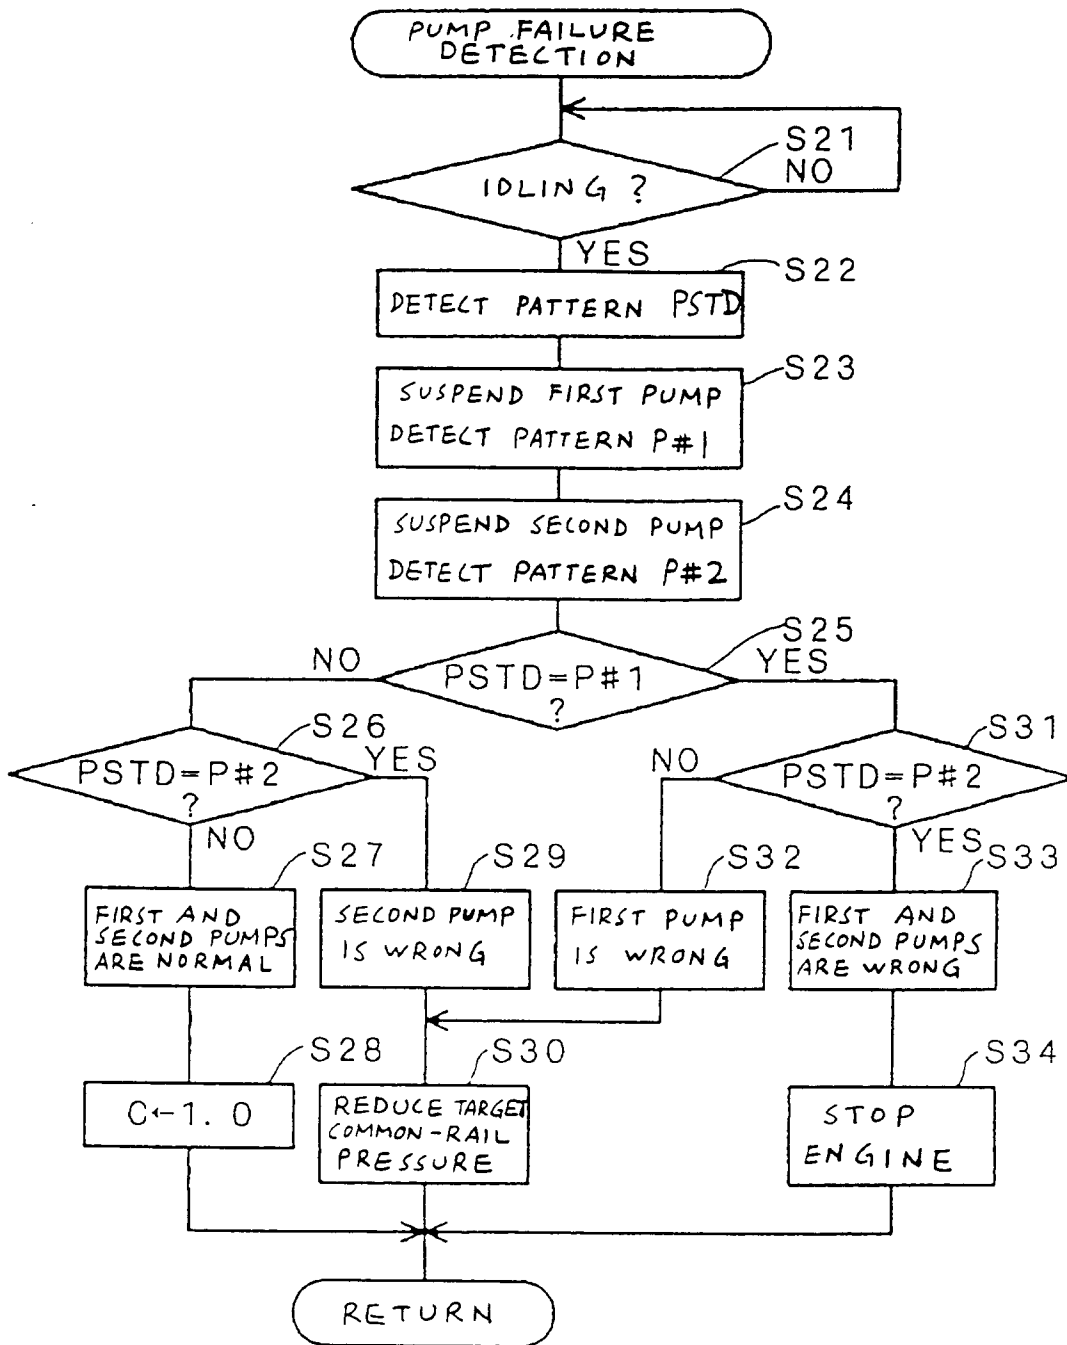 PUMP FAILURE
DETECTION
S21
NO
IDLING ?
YES
S22
DETECT PATTERN PSTD
S23
SUSPEND FIRST PUMP
DETECT PATTERN P#1
S24
SUSPEND SECOND PUMP
DETECT PATTERN P#2
S25
NO
YES
PSTD=P#1
?
S26
YES
PSTD=P#2
?
NO
S31
NO
PSTD=P#2
?
YES
S27
FIRST AND
SECOND PUMPS
ARE NORMAL
S29
SECOND PUMP
IS WRONG
S32
FIRST PUMP
IS WRONG
S33
FIRST AND
SECOND PUMPS
ARE WRONG
S28
C←1.0
S30
REDUCE TARGET
COMMON-RAIL
PRESSURE
S34
STOP
ENGINE
RETURN